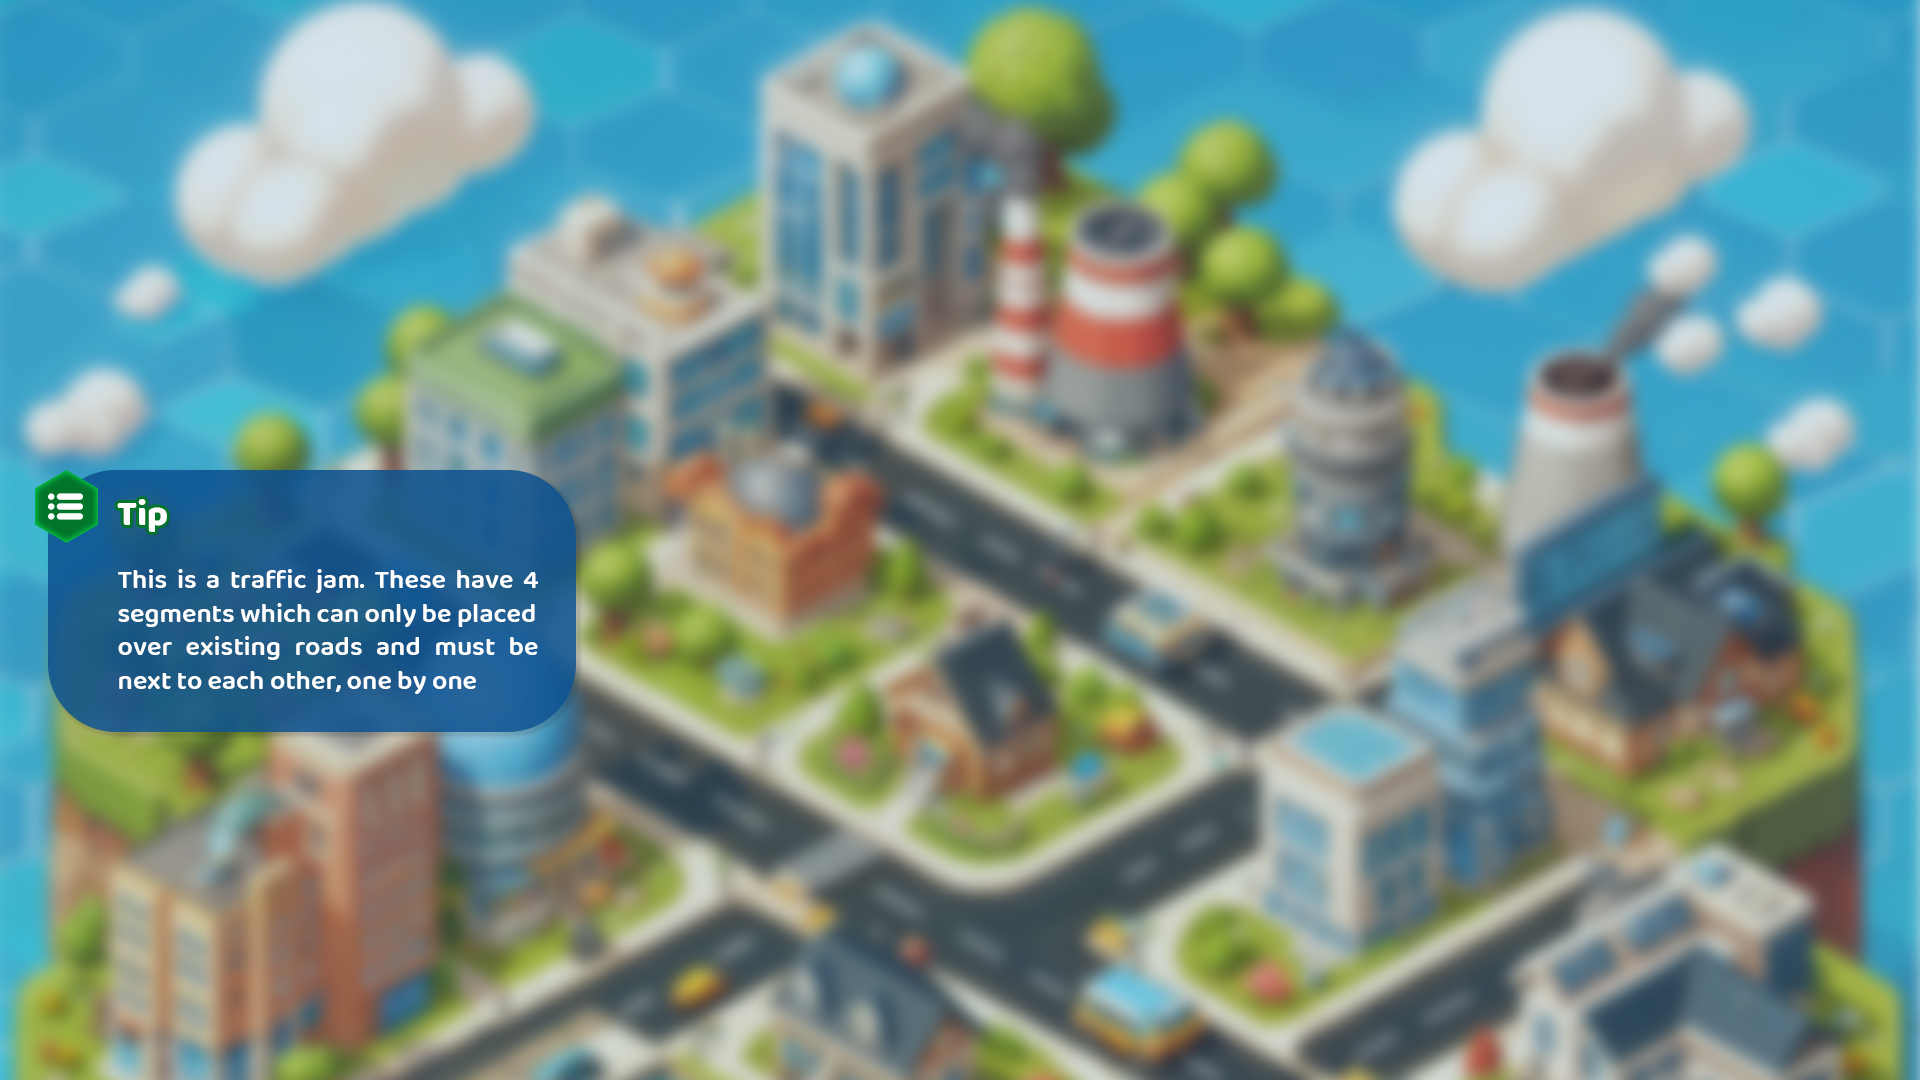 Tip
This is a traffic jam. These have 4
segments which can only be placed
over existing roads and must be
next to each other, one by one